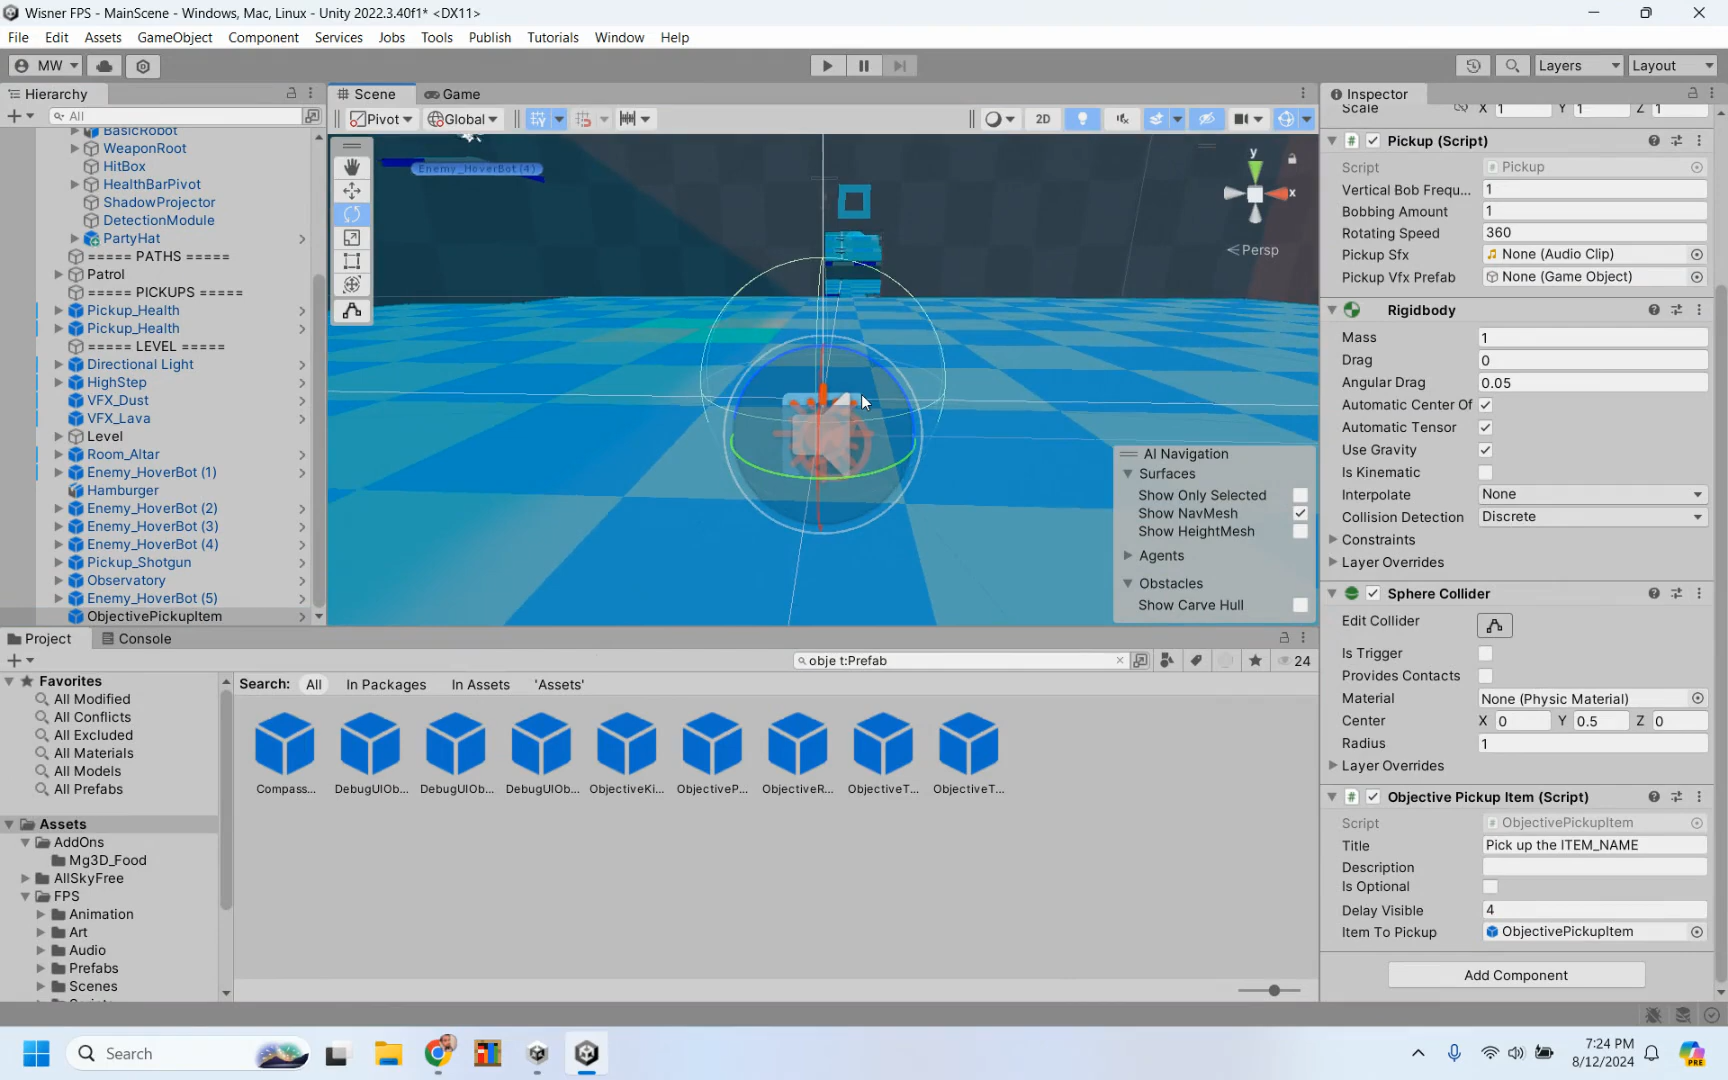 Wisner FPS - MainScene - Windows, Mac, Linux - Unity 2022.3.40f1* <DX11>
File Edit Assets GameObject Component Services Jobs Tools Publish Tutorials Window Help
MW Layers Layout
Hierarchy
All
BasicRobot
WeaponRoot
HitBox
HealthBarPivot
ShadowProjector
DetectionModule
PartyHat
===== PATHS =====
Patrol
===== PICKUPS =====
Pickup_Health
Pickup_Health
===== LEVEL =====
Directional Light
HighStep
VFX_Dust
VFX_Lava
Level
Room_Altar
Enemy_HoverBot (1)
Hamburger
Enemy_HoverBot (2)
Enemy_HoverBot (3)
Enemy_HoverBot (4)
Pickup_Shotgun
Observatory
Enemy_HoverBot (5)
ObjectivePickupItem
Scene Game
Pivot Global 2D
Enemy_HoverBot(4)
y
x
Persp
AI Navigation
Surfaces
Show Only Selected
Show NavMesh
Show HeightMesh
Agents
Obstacles
Show Carve Hull
Inspector
Scale X 1 Y 1 Z 1
Pickup (Script)
Script Pickup
Vertical Bob Frequ... 1
Bobbing Amount 1
Rotating Speed 360
Pickup Sfx None (Audio Clip)
Pickup Vfx Prefab None (Game Object)
Rigidbody
Mass 1
Drag 0
Angular Drag 0.05
Automatic Center Of
Automatic Tensor
Use Gravity
Is Kinematic
Interpolate None
Collision Detection Discrete
Constraints
Layer Overrides
Sphere Collider
Edit Collider
Is Trigger
Provides Contacts
Material None (Physic Material)
Center X 0 Y 0.5 Z 0
Radius 1
Layer Overrides
Objective Pickup Item (Script)
Script ObjectivePickupItem
Title Pick up the ITEM_NAME
Description
Is Optional
Delay Visible 4
Item To Pickup ObjectivePickupItem
Add Component
Project Console
obje t:Prefab
24
Favorites
All Modified
All Conflicts
All Excluded
All Materials
All Models
All Prefabs
Assets
AddOns
Mg3D_Food
AllSkyFree
FPS
Animation
Art
Audio
Prefabs
Scenes
Search: All In Packages In Assets 'Assets'
Compass... DebugUIOb... DebugUIOb... DebugUIOb... ObjectiveKi... ObjectiveP... ObjectiveR... ObjectiveT... ObjectiveT...
Search
7:24 PM
8/12/2024
PRE